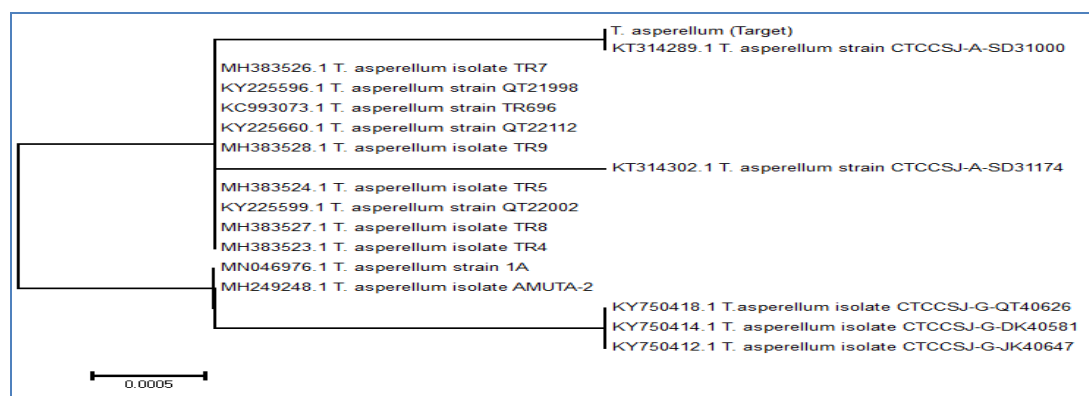 T. asperellum (Target)
KT314289.1 T. asperellum strain CTCCSJ-A-SD31000
MH383526.1 T. asperellum isolate TR7
KY225596.1 T. asperellum strain QT21998
KC993073.1 T. asperellum strain TR696
KY225660.1 T. asperellum strain QT22112
MH383528.1 T. asperellum isolate TR9
KT314302.1 T. asperellum strain CTCCSJ-A-SD31174
MH383524.1 T. asperellum isolate TR5
KY225599.1 T. asperellum strain QT22002
MH383527.1 T. asperellum isolate TR8
MH383523.1 T. asperellum isolate TR4
MN046976.1 T. asperellum strain 1A
MH249248.1 T. asperellum isolate AMUTA-2
KY750418.1 T.asperellum isolate CTCCSJ-G-QT40626
KY750414.1 T. asperellum isolate CTCCSJ-G-DK40581
KY750412.1 T. asperellum isolate CTCCSJ-G-JK40647
0.0005